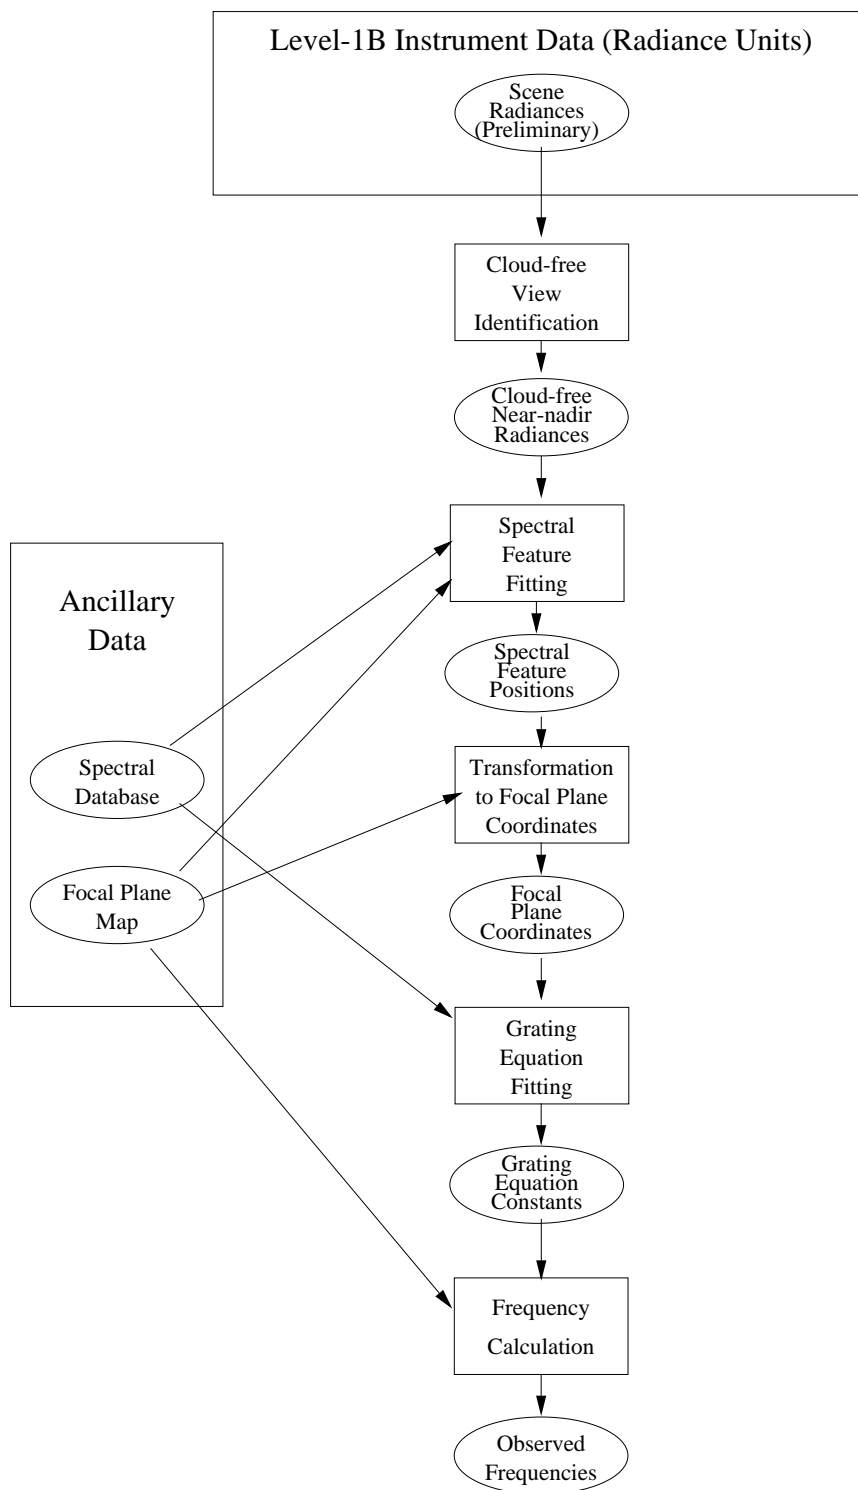 Level-1B Instrument Data (Radiance Units)
Scene
Radiances
(Preliminary)
Cloud-free
View
Identification
Cloud-free
Near-nadir
Radiances
Spectral
Feature
Fitting
Ancillary
Data
Spectral
Feature
Positions
Spectral
Database
Transformation
to Focal Plane
Coordinates
Focal Plane
Map
Focal
Plane
Coordinates
Grating
Equation
Fitting
Grating
Equation
Constants
Frequency
Calculation
Observed
Frequencies